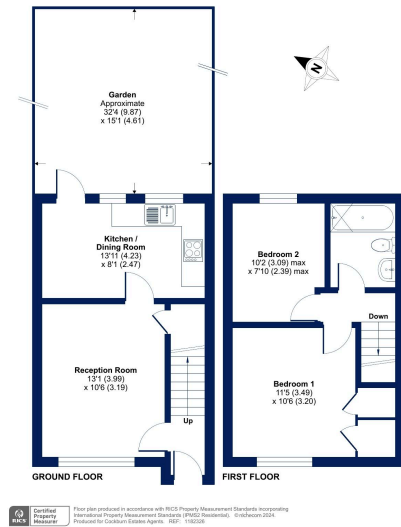 Garden
Approximate
32'4 (9.87)
x 15'1 (4.61)
N
Kitchen /
Dining Room
13'11 (4.23)
x 8'1 (2.47)
Bedroom 2
10'2 (3.09) max
x 7'10 (2.39) max
Down
Reception Room
13'1 (3.99)
x 10'6 (3.19)
Up
Bedroom 1
11'5 (3.49)
x 10'6 (3.20)
GROUND FLOOR
FIRST FLOOR
RICS
Certified
Property
Measurer
Floor plan produced in accordance with RICS Property Measurement Standards incorporating
International Property Measurement Standards (IPMS2 Residential). ©nichecom 2024.
Produced for Cockburn Estates Agents. REF: 1182326